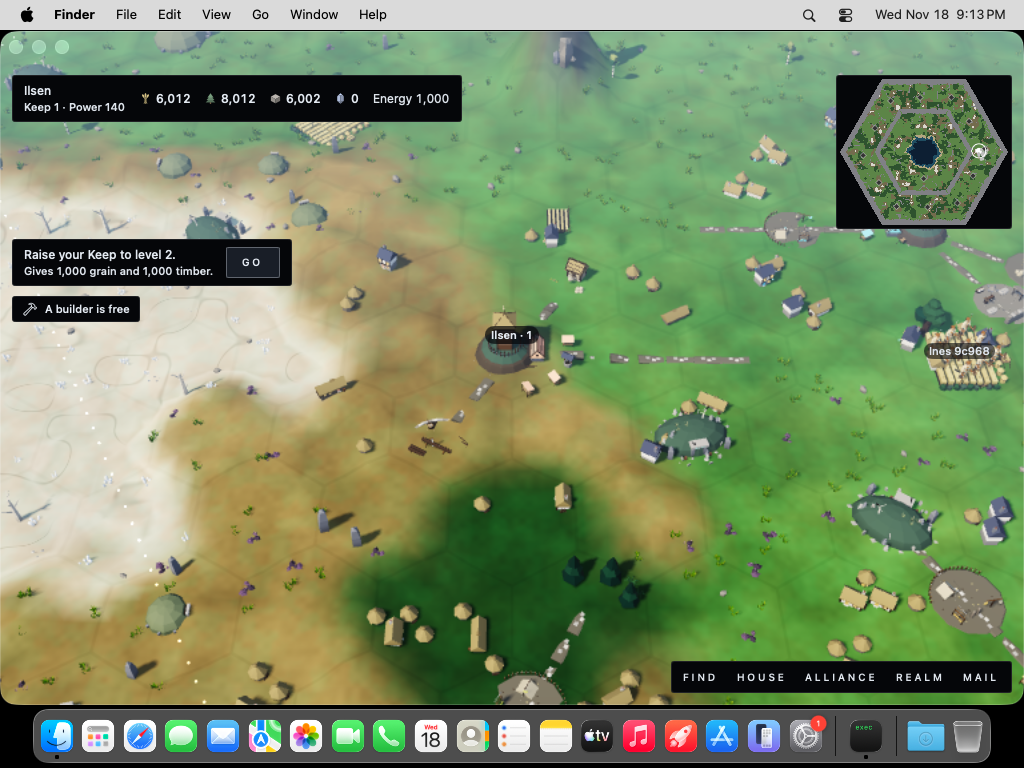 Finder File Edit View Go Window Help Wed Nov 18 9:13 PM
Ilsen
Keep 1 · Power 140
6,012 8,012 6,002 0 Energy 1,000
Raise your Keep to level 2.
Gives 1,000 grain and 1,000 timber.
GO
A builder is free
Ilsen · 1
Ines 9c968
FIND HOUSE ALLIANCE REALM MAIL
Wed
18
tv
1
exec